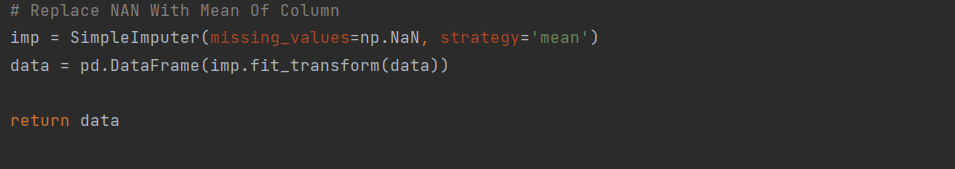 # Replace NAN With Mean Of Column
imp = SimpleImputer(missing_values=np.NaN, strategy='mean')
data = pd.DataFrame(imp.fit_transform(data))
return data